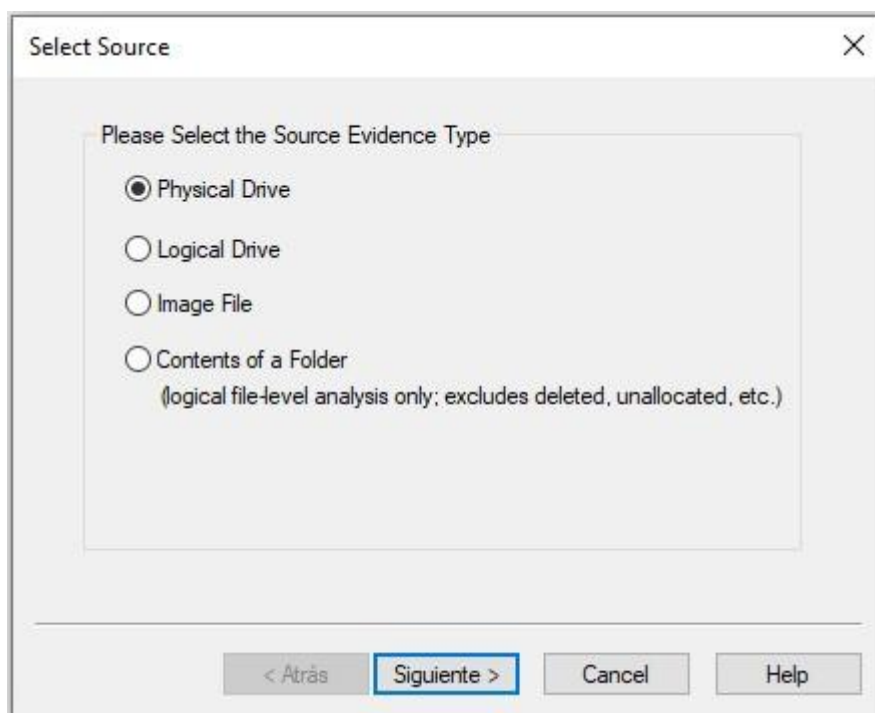 Select Source
Please Select the Source Evidence Type
Physical Drive
Logical Drive
Image File
Contents of a Folder
(logical file-level analysis only; excludes deleted, unallocated, etc.)
< Atrás Siguiente > Cancel Help